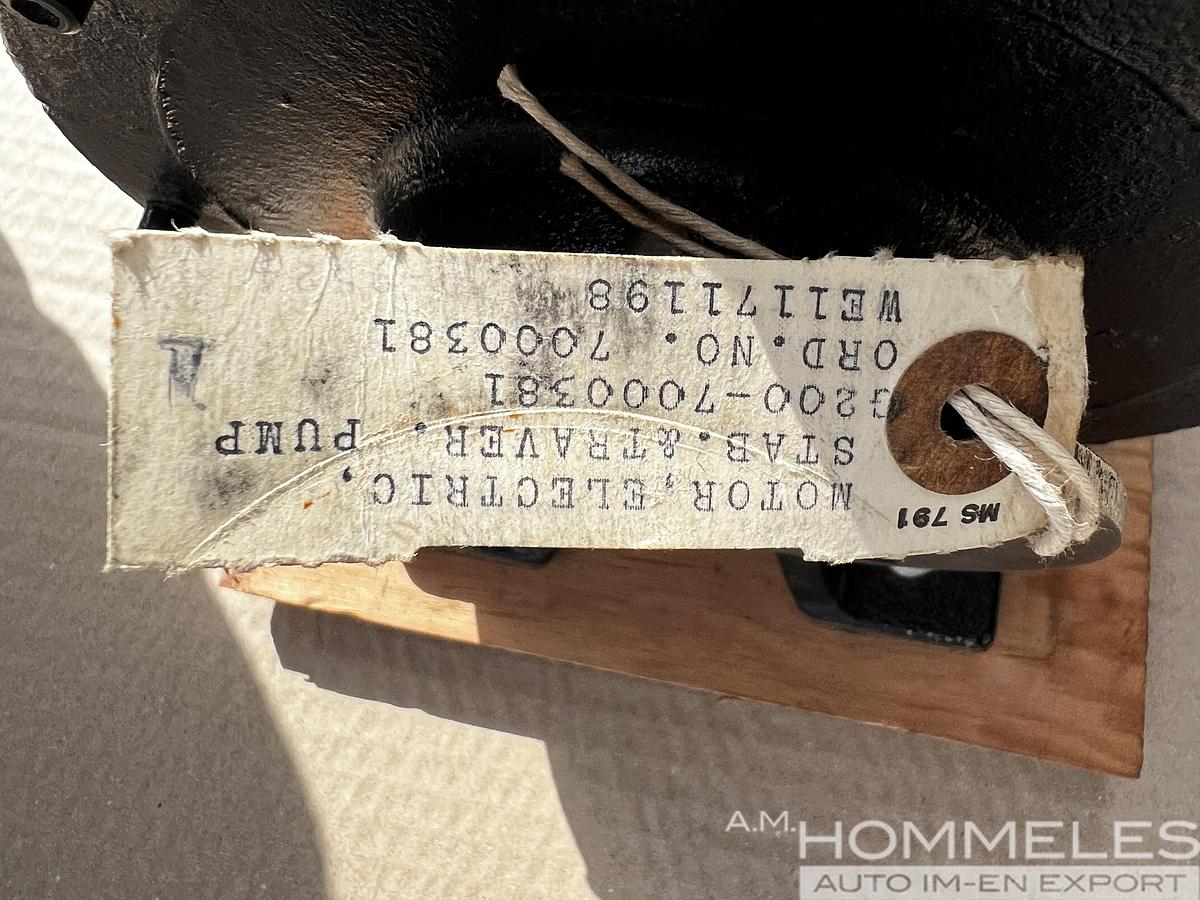 MS 791
MOTOR, ELECTRIC,
STAB. & TRAVER. PUMP
G200-7000381
ORD. NO. 7000381
WE1171198
A.M. HOMMELES
AUTO IM-EN EXPORT